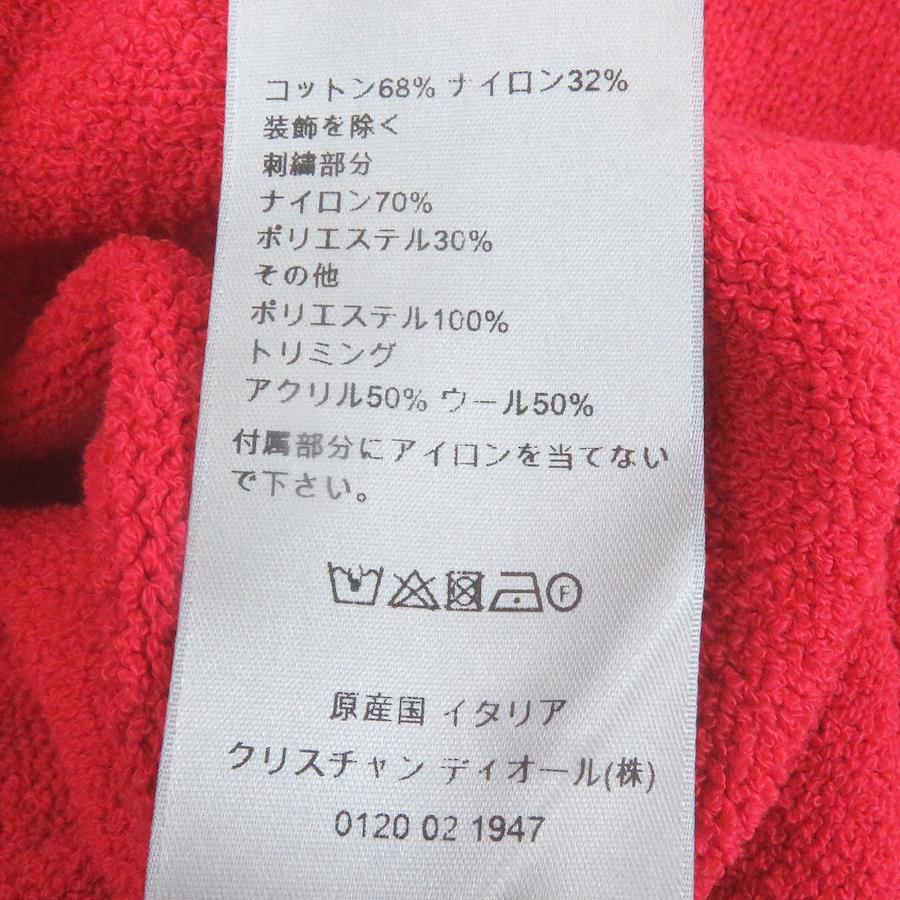 コットン68% ナイロン32%
装飾を除く
刺繍部分
ナイロン70%
ポリエステル30%
その他
ポリエステル100%
トリミング
アクリル50% ウール50%
付属部分にアイロンを当てない
で下さい。
F
原産国 イタリア
クリスチャン ディオール(株)
0120 02 1947